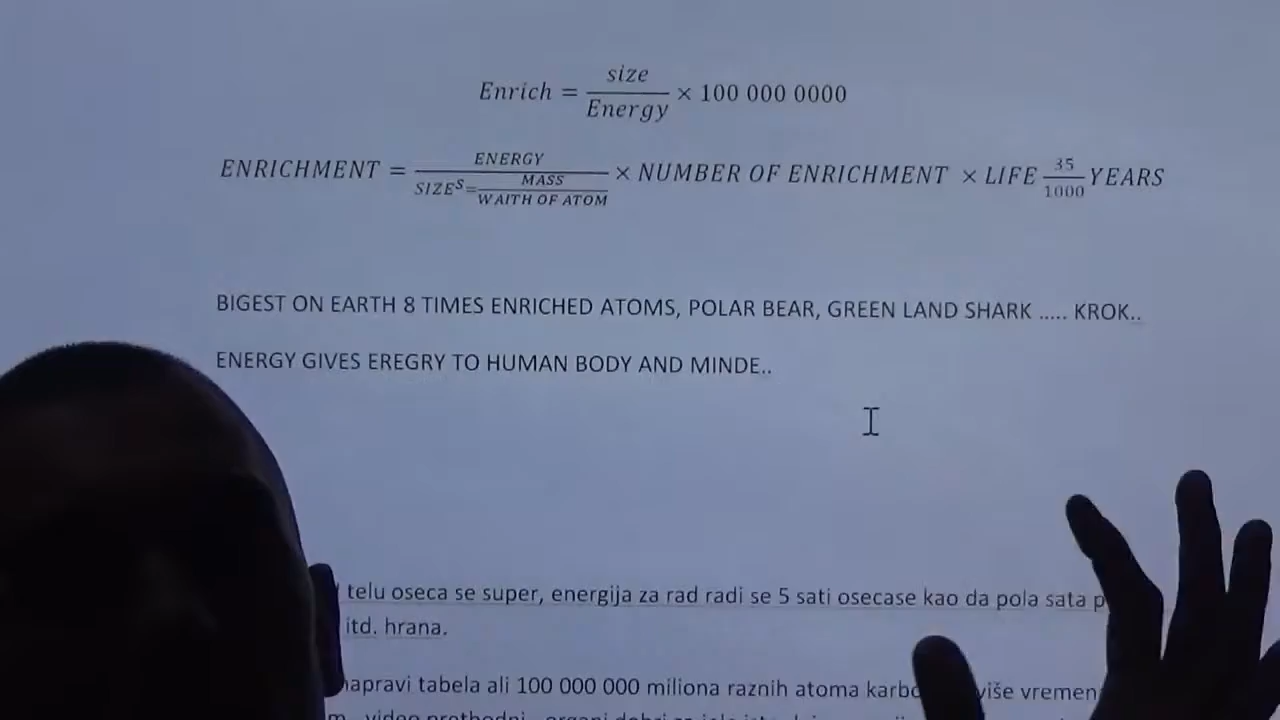 Enrich = size / Energy × 100 000 0000
ENRICHMENT = ENERGY / SIZE^S = MASS / WAITH OF ATOM × NUMBER OF ENRICHMENT × LIFE 35/1000 YEARS
BIGEST ON EARTH 8 TIMES ENRICHED ATOMS, POLAR BEAR, GREEN LAND SHARK ..... KROK..
ENERGY GIVES EREGRY TO HUMAN BODY AND MINDE..
telu oseca se super, energija za rad radi se 5 sati osecase kao da pola sata
itd. hrana.
napravi tabela ali 100 000 000 miliona raznih atoma više
video prethodni